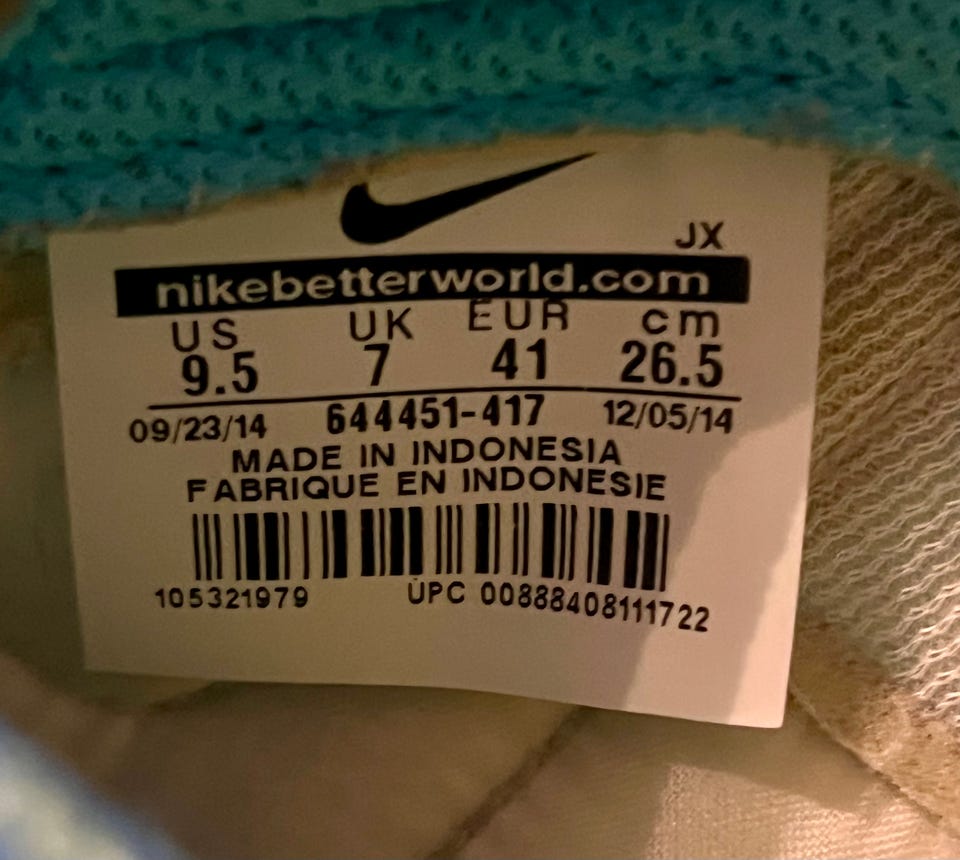 JX
nikebetterworld.com
US UK EUR cm
9.5 7 41 26.5
09/23/14 644451-417 12/05/14
MADE IN INDONESIA
FABRIQUE EN INDONESIE
105321979 UPC 00888408111722